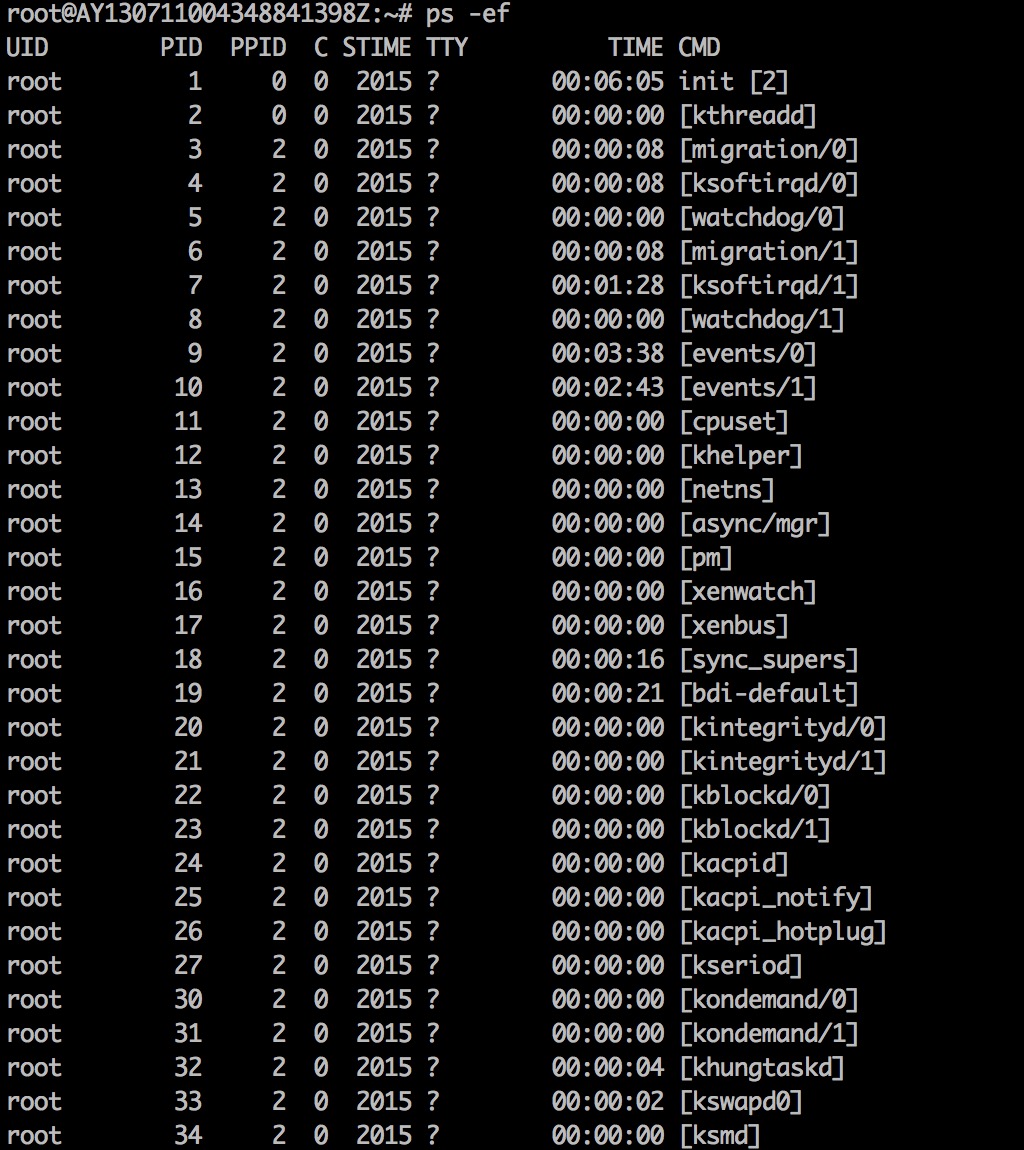 root@AY130711004348841398Z:~# ps -ef
UID        PID  PPID  C STIME TTY          TIME CMD
root         1     0  0  2015 ?        00:06:05 init [2]
root         2     0  0  2015 ?        00:00:00 [kthreadd]
root         3     2  0  2015 ?        00:00:08 [migration/0]
root         4     2  0  2015 ?        00:00:08 [ksoftirqd/0]
root         5     2  0  2015 ?        00:00:00 [watchdog/0]
root         6     2  0  2015 ?        00:00:08 [migration/1]
root         7     2  0  2015 ?        00:01:28 [ksoftirqd/1]
root         8     2  0  2015 ?        00:00:00 [watchdog/1]
root         9     2  0  2015 ?        00:03:38 [events/0]
root        10     2  0  2015 ?        00:02:43 [events/1]
root        11     2  0  2015 ?        00:00:00 [cpuset]
root        12     2  0  2015 ?        00:00:00 [khelper]
root        13     2  0  2015 ?        00:00:00 [netns]
root        14     2  0  2015 ?        00:00:00 [async/mgr]
root        15     2  0  2015 ?        00:00:00 [pm]
root        16     2  0  2015 ?        00:00:00 [xenwatch]
root        17     2  0  2015 ?        00:00:00 [xenbus]
root        18     2  0  2015 ?        00:00:16 [sync_supers]
root        19     2  0  2015 ?        00:00:21 [bdi-default]
root        20     2  0  2015 ?        00:00:00 [kintegrityd/0]
root        21     2  0  2015 ?        00:00:00 [kintegrityd/1]
root        22     2  0  2015 ?        00:00:00 [kblockd/0]
root        23     2  0  2015 ?        00:00:00 [kblockd/1]
root        24     2  0  2015 ?        00:00:00 [kacpid]
root        25     2  0  2015 ?        00:00:00 [kacpi_notify]
root        26     2  0  2015 ?        00:00:00 [kacpi_hotplug]
root        27     2  0  2015 ?        00:00:00 [kseriod]
root        30     2  0  2015 ?        00:00:00 [kondemand/0]
root        31     2  0  2015 ?        00:00:00 [kondemand/1]
root        32     2  0  2015 ?        00:00:04 [khungtaskd]
root        33     2  0  2015 ?        00:00:02 [kswapd0]
root        34     2  0  2015 ?        00:00:00 [ksmd]